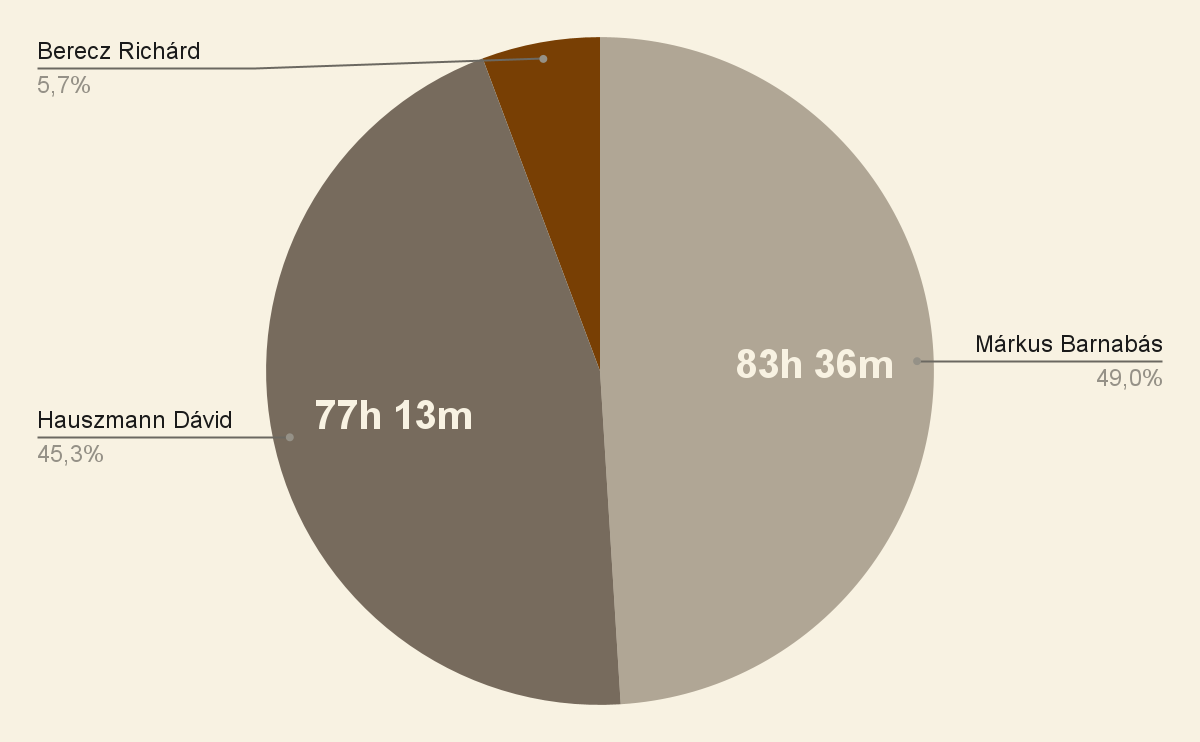 Berecz Richárd
5,7%
Márkus Barnabás
49,0%
83h 36m
Hauszmann Dávid
45,3%
77h 13m